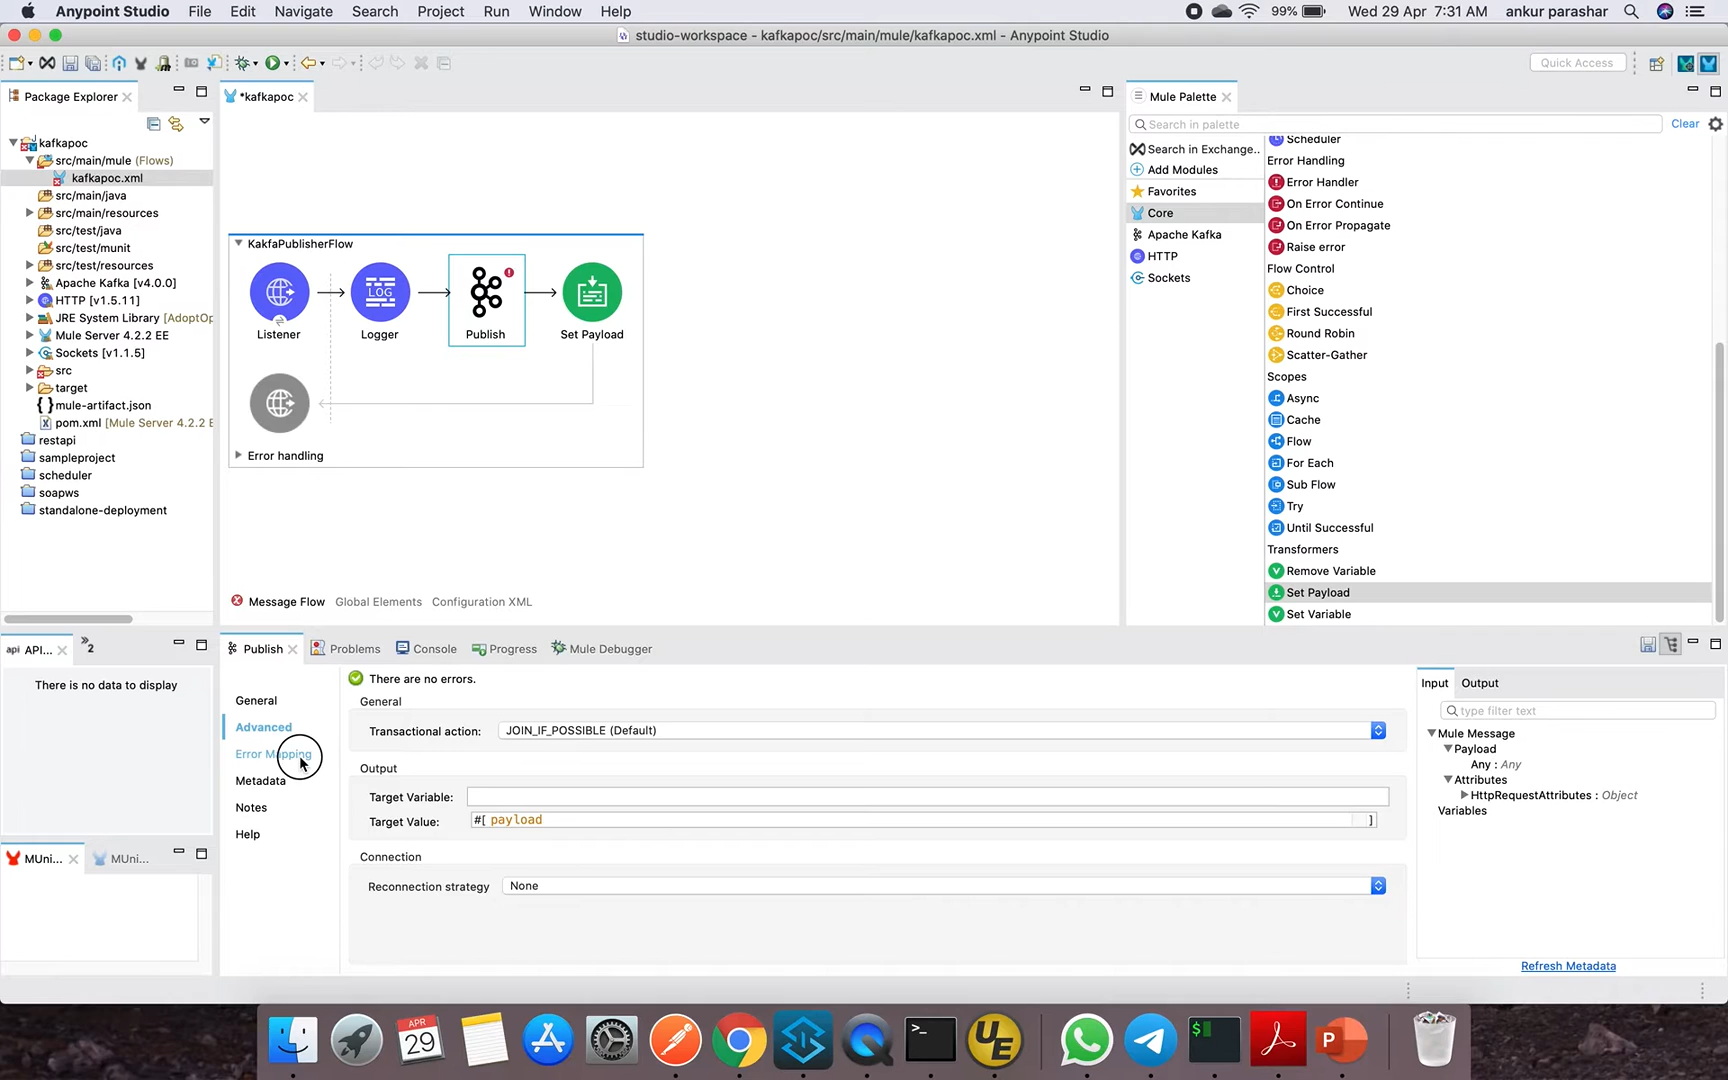 Anypoint Studio File Edit Navigate Search Project Run Window Help 99% Wed 29 Apr 7:31 AM ankur parashar
studio-workspace - kafkapoc/src/main/mule/kafkapoc.xml - Anypoint Studio
Quick Access
Package Explorer
kafkapoc
src/main/mule (Flows)
kafkapoc.xml
src/main/java
src/main/resources
src/test/java
src/test/munit
src/test/resources
Apache Kafka [v4.0.0]
HTTP [v1.5.11]
JRE System Library [AdoptOp
Mule Server 4.2.2 EE
Sockets [v1.1.5]
src
target
mule-artifact.json
pom.xml [Mule Server 4.2.2 E
restapi
sampleproject
scheduler
soapws
standalone-deployment
*kafkapoc
KakfaPublisherFlow
LOG
Listener Logger Publish Set Payload
Error handling
Message Flow Global Elements Configuration XML
Mule Palette
Search in palette Clear
Search in Exchange..
Add Modules
Favorites
Core
Apache Kafka
HTTP
Sockets
Scheduler
Error Handling
Error Handler
On Error Continue
On Error Propagate
Raise error
Flow Control
Choice
First Successful
Round Robin
Scatter-Gather
Scopes
Async
Cache
Flow
For Each
Sub Flow
Try
Until Successful
Transformers
Remove Variable
Set Payload
Set Variable
api API... 2
There is no data to display
MUni... MUni...
Publish Problems Console Progress Mule Debugger
General
Advanced
Error Mapping
Metadata
Notes
Help
There are no errors.
General
Transactional action: JOIN_IF_POSSIBLE (Default)
Output
Target Variable:
Target Value: #[ payload ]
Connection
Reconnection strategy None
Input Output
type filter text
Mule Message
Payload
Any : Any
Attributes
HttpRequestAttributes : Object
Variables
Refresh Metadata
APR
29
>_
UE
$
P